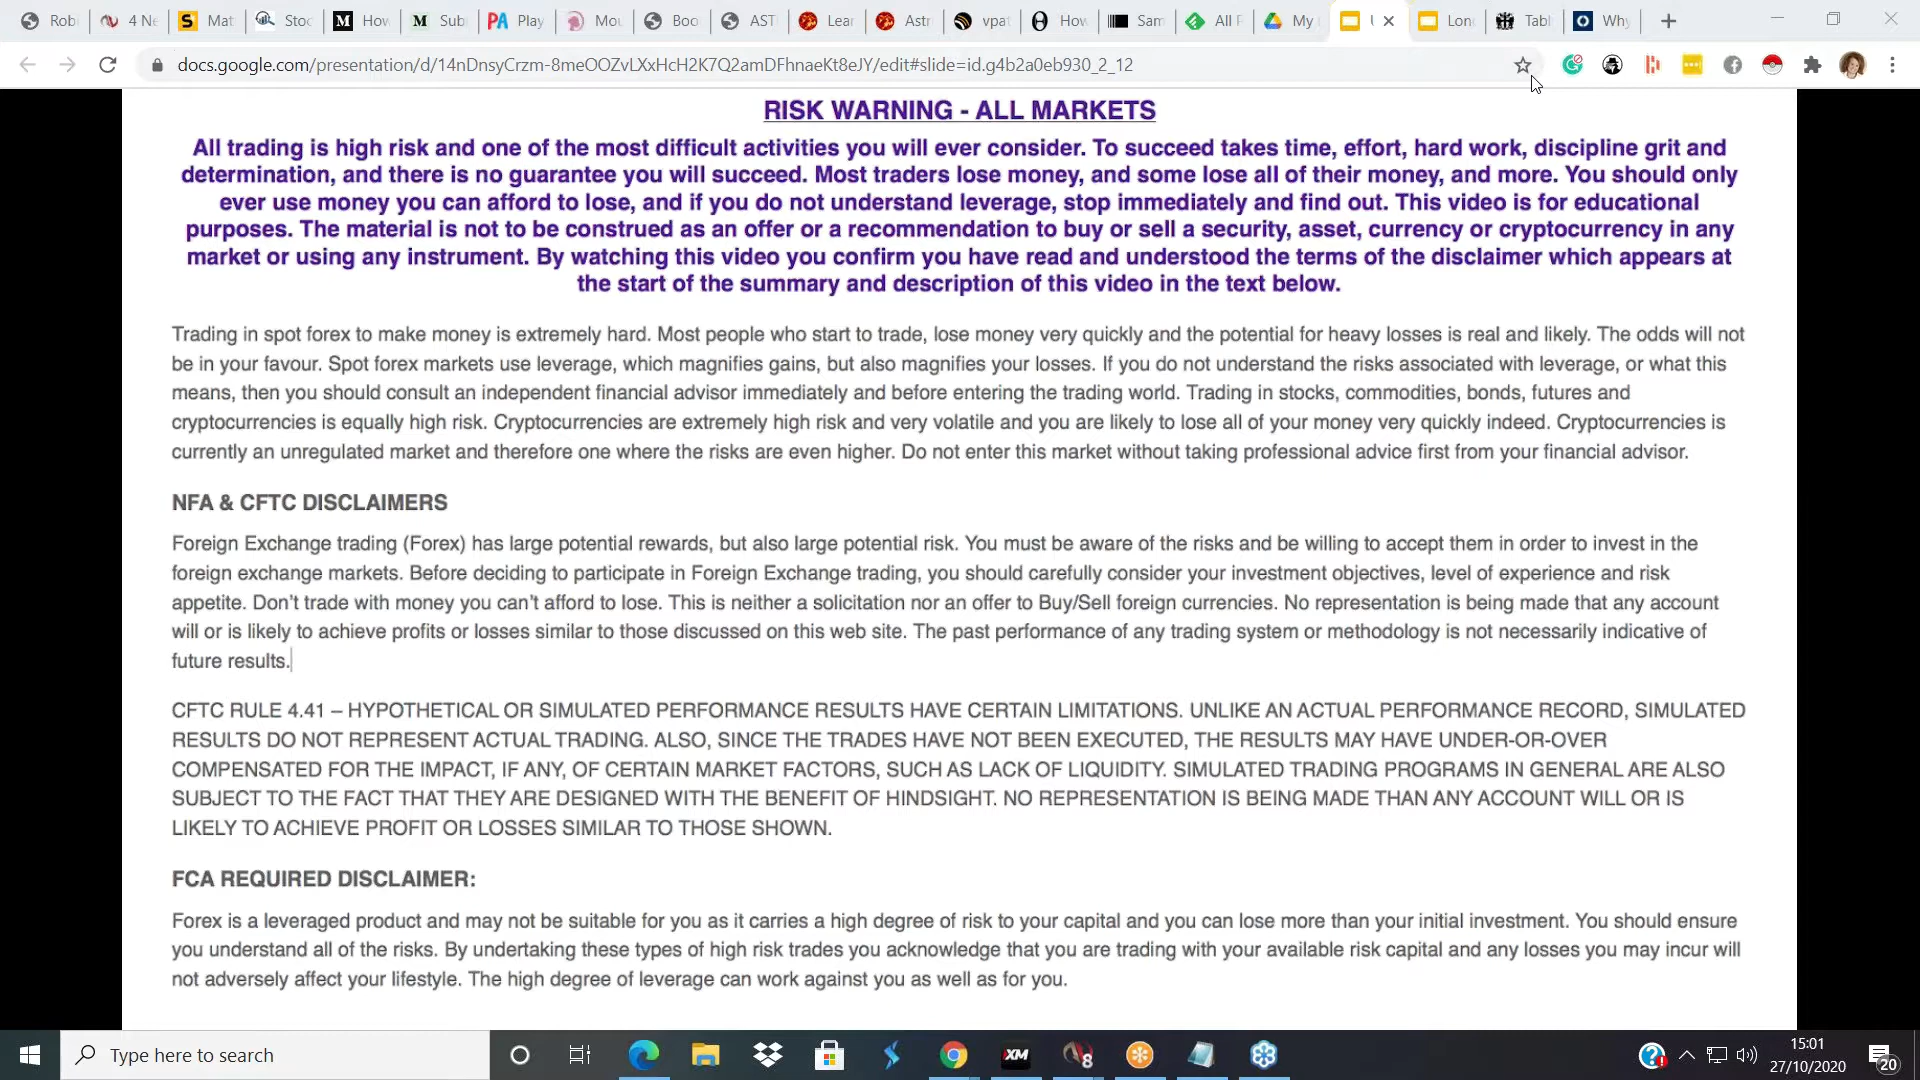 Robi
4 Ne
Mat
Stoc
How
Sub
Play
Mou
Boo
AST
Lear
Astr
vpat
How
Sam
All F
My
Lon
Tabl
Why
docs.google.com/presentation/d/14nDnsyCrzm-8meOOZvLXxHcH2K7Q2amDFhnaeKt8eJY/edit#slide=id.g4b2a0eb930_2_12
RISK WARNING - ALL MARKETS
All trading is high risk and one of the most difficult activities you will ever consider. To succeed takes time, effort, hard work, discipline grit and
determination, and there is no guarantee you will succeed. Most traders lose money, and some lose all of their money, and more. You should only
ever use money you can afford to lose, and if you do not understand leverage, stop immediately and find out. This video is for educational
purposes. The material is not to be construed as an offer or a recommendation to buy or sell a security, asset, currency or cryptocurrency in any
market or using any instrument. By watching this video you confirm you have read and understood the terms of the disclaimer which appears at
the start of the summary and description of this video in the text below.
Trading in spot forex to make money is extremely hard. Most people who start to trade, lose money very quickly and the potential for heavy losses is real and likely. The odds will not
be in your favour. Spot forex markets use leverage, which magnifies gains, but also magnifies your losses. If you do not understand the risks associated with leverage, or what this
means, then you should consult an independent financial advisor immediately and before entering the trading world. Trading in stocks, commodities, bonds, futures and
cryptocurrencies is equally high risk. Cryptocurrencies are extremely high risk and very volatile and you are likely to lose all of your money very quickly indeed. Cryptocurrencies is
currently an unregulated market and therefore one where the risks are even higher. Do not enter this market without taking professional advice first from your financial advisor.
NFA & CFTC DISCLAIMERS
Foreign Exchange trading (Forex) has large potential rewards, but also large potential risk. You must be aware of the risks and be willing to accept them in order to invest in the
foreign exchange markets. Before deciding to participate in Foreign Exchange trading, you should carefully consider your investment objectives, level of experience and risk
appetite. Don’t trade with money you can’t afford to lose. This is neither a solicitation nor an offer to Buy/Sell foreign currencies. No representation is being made that any account
will or is likely to achieve profits or losses similar to those discussed on this web site. The past performance of any trading system or methodology is not necessarily indicative of
future results.
CFTC RULE 4.41 – HYPOTHETICAL OR SIMULATED PERFORMANCE RESULTS HAVE CERTAIN LIMITATIONS. UNLIKE AN ACTUAL PERFORMANCE RECORD, SIMULATED
RESULTS DO NOT REPRESENT ACTUAL TRADING. ALSO, SINCE THE TRADES HAVE NOT BEEN EXECUTED, THE RESULTS MAY HAVE UNDER-OR-OVER
COMPENSATED FOR THE IMPACT, IF ANY, OF CERTAIN MARKET FACTORS, SUCH AS LACK OF LIQUIDITY. SIMULATED TRADING PROGRAMS IN GENERAL ARE ALSO
SUBJECT TO THE FACT THAT THEY ARE DESIGNED WITH THE BENEFIT OF HINDSIGHT. NO REPRESENTATION IS BEING MADE THAN ANY ACCOUNT WILL OR IS
LIKELY TO ACHIEVE PROFIT OR LOSSES SIMILAR TO THOSE SHOWN.
FCA REQUIRED DISCLAIMER:
Forex is a leveraged product and may not be suitable for you as it carries a high degree of risk to your capital and you can lose more than your initial investment. You should ensure
you understand all of the risks. By undertaking these types of high risk trades you acknowledge that you are trading with your available risk capital and any losses you may incur will
not adversely affect your lifestyle. The high degree of leverage can work against you as well as for you.
Type here to search
XM
8
15:01
27/10/2020
20